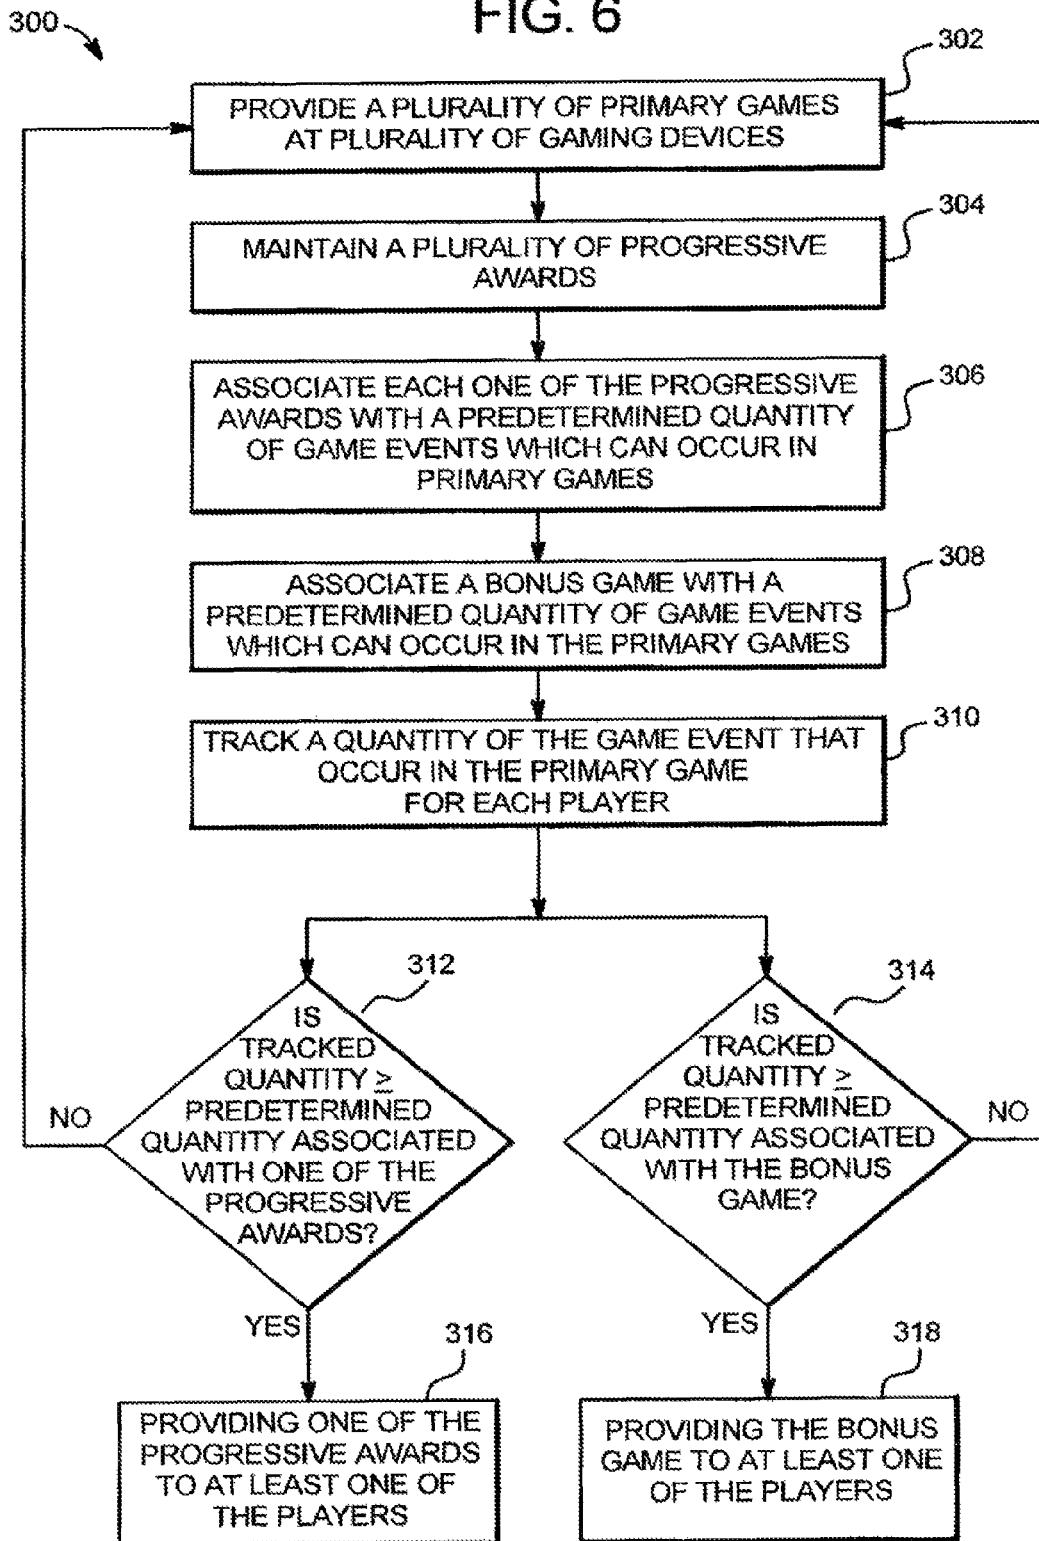 FIG. 6
300
302
PROVIDE A PLURALITY OF PRIMARY GAMES
AT PLURALITY OF GAMING DEVICES
304
MAINTAIN A PLURALITY OF PROGRESSIVE
AWARDS
306
ASSOCIATE EACH ONE OF THE PROGRESSIVE
AWARDS WITH A PREDETERMINED QUANTITY
OF GAME EVENTS WHICH CAN OCCUR IN
PRIMARY GAMES
308
ASSOCIATE A BONUS GAME WITH A
PREDETERMINED QUANTITY OF GAME EVENTS
WHICH CAN OCCUR IN THE PRIMARY GAMES
310
TRACK A QUANTITY OF THE GAME EVENT THAT
OCCUR IN THE PRIMARY GAME
FOR EACH PLAYER
312
IS
TRACKED
QUANTITY ≥
PREDETERMINED
QUANTITY ASSOCIATED
WITH ONE OF THE
PROGRESSIVE
AWARDS?
NO
YES
314
IS
TRACKED
QUANTITY ≥
PREDETERMINED
QUANTITY ASSOCIATED
WITH THE BONUS
GAME?
NO
YES
316
PROVIDING ONE OF THE
PROGRESSIVE AWARDS
TO AT LEAST ONE OF
THE PLAYERS
318
PROVIDING THE BONUS
GAME TO AT LEAST ONE
OF THE PLAYERS